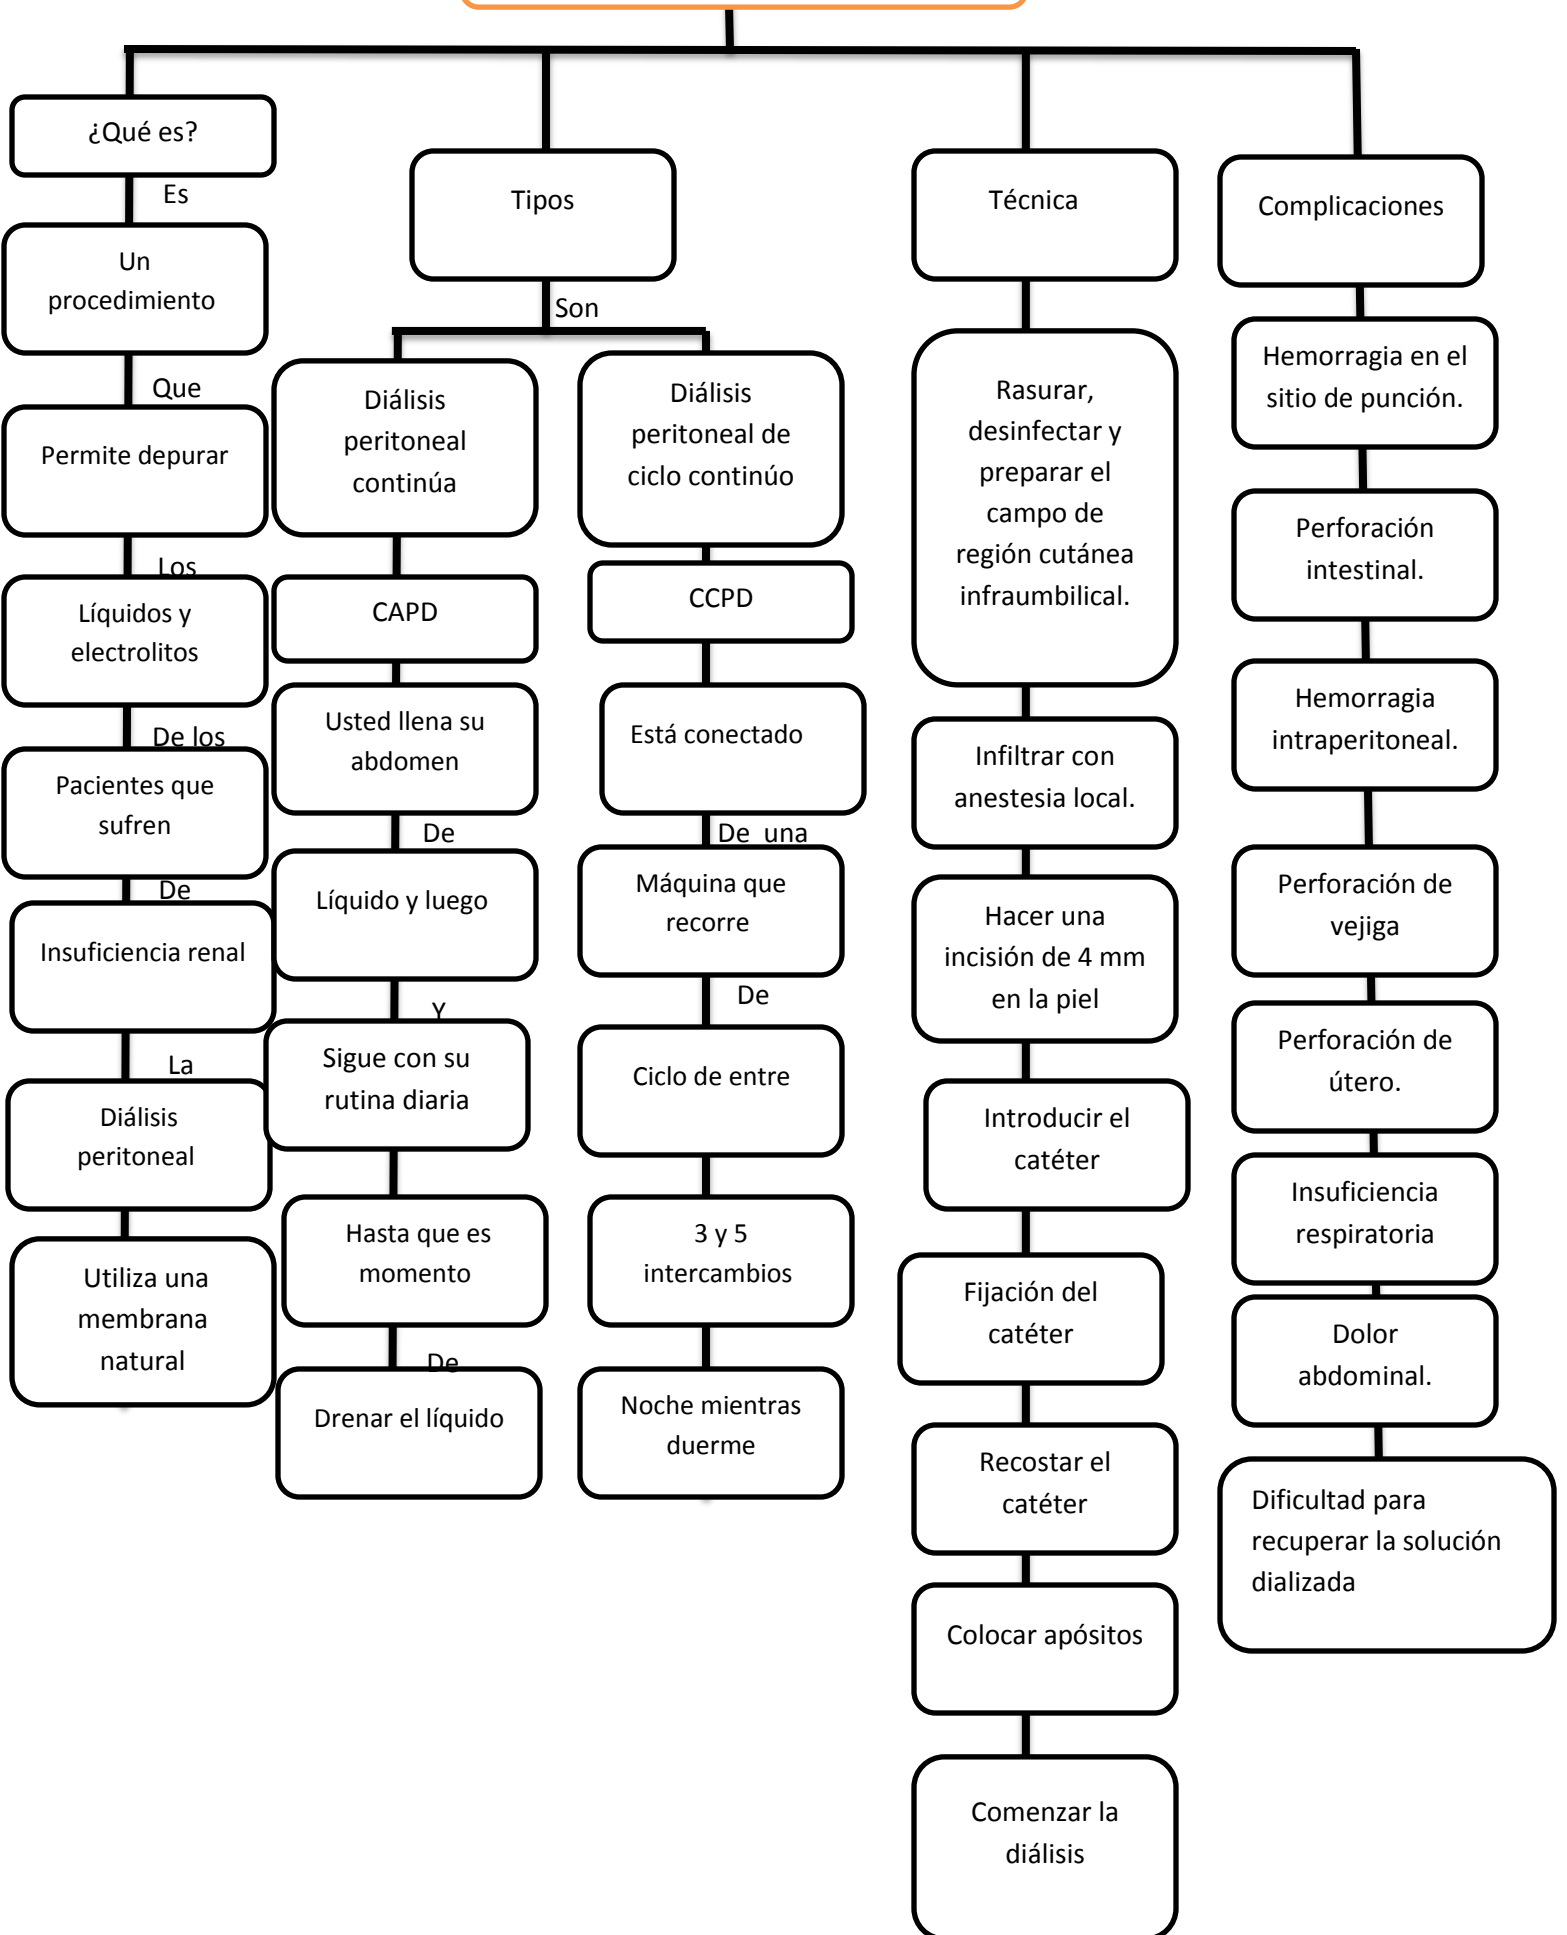 ¿Qué es?
Es
Un
procedimiento
Que
Permite depurar
Los
Líquidos y
electrolitos
De los
Pacientes que
sufren
De
Insuficiencia renal
La
Diálisis
peritoneal
Utiliza una
membrana
natural
Tipos
Son
Diálisis
peritoneal
continúa
CAPD
Usted llena su
abdomen
De
Líquido y luego
Y
Sigue con su
rutina diaria
Hasta que es
momento
De
Drenar el líquido
Diálisis
peritoneal de
ciclo continúo
CCPD
Está conectado
De una
Máquina que
recorre
De
Ciclo de entre
3 y 5
intercambios
Noche mientras
duerme
Técnica
Rasurar,
desinfectar y
preparar el
campo de
región cutánea
infraumbilical.
Infiltrar con
anestesia local.
Hacer una
incisión de 4 mm
en la piel
Introducir el
catéter
Fijación del
catéter
Recostar el
catéter
Colocar apósitos
Comenzar la
diálisis
Complicaciones
Hemorragia en el
sitio de punción.
Perforación
intestinal.
Hemorragia
intraperitoneal.
Perforación de
vejiga
Perforación de
útero.
Insuficiencia
respiratoria
Dolor
abdominal.
Dificultad para
recuperar la solución
dializada